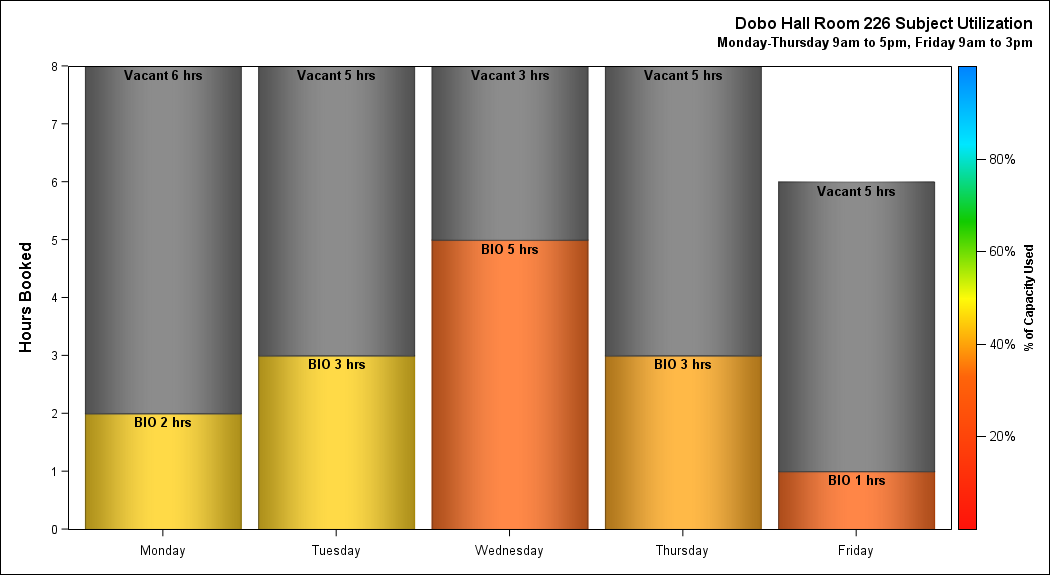 Dobo Hall Room 226 Subject Utilization
Monday-Thursday 9am to 5pm, Friday 9am to 3pm
Hours Booked
8
7
6
5
4
3
2
1
0
Vacant 6 hrs
BIO 2 hrs
Vacant 5 hrs
BIO 3 hrs
Vacant 3 hrs
BIO 5 hrs
Vacant 5 hrs
BIO 3 hrs
Vacant 5 hrs
BIO 1 hrs
Monday
Tuesday
Wednesday
Thursday
Friday
80%
60%
40%
20%
% of Capacity Used